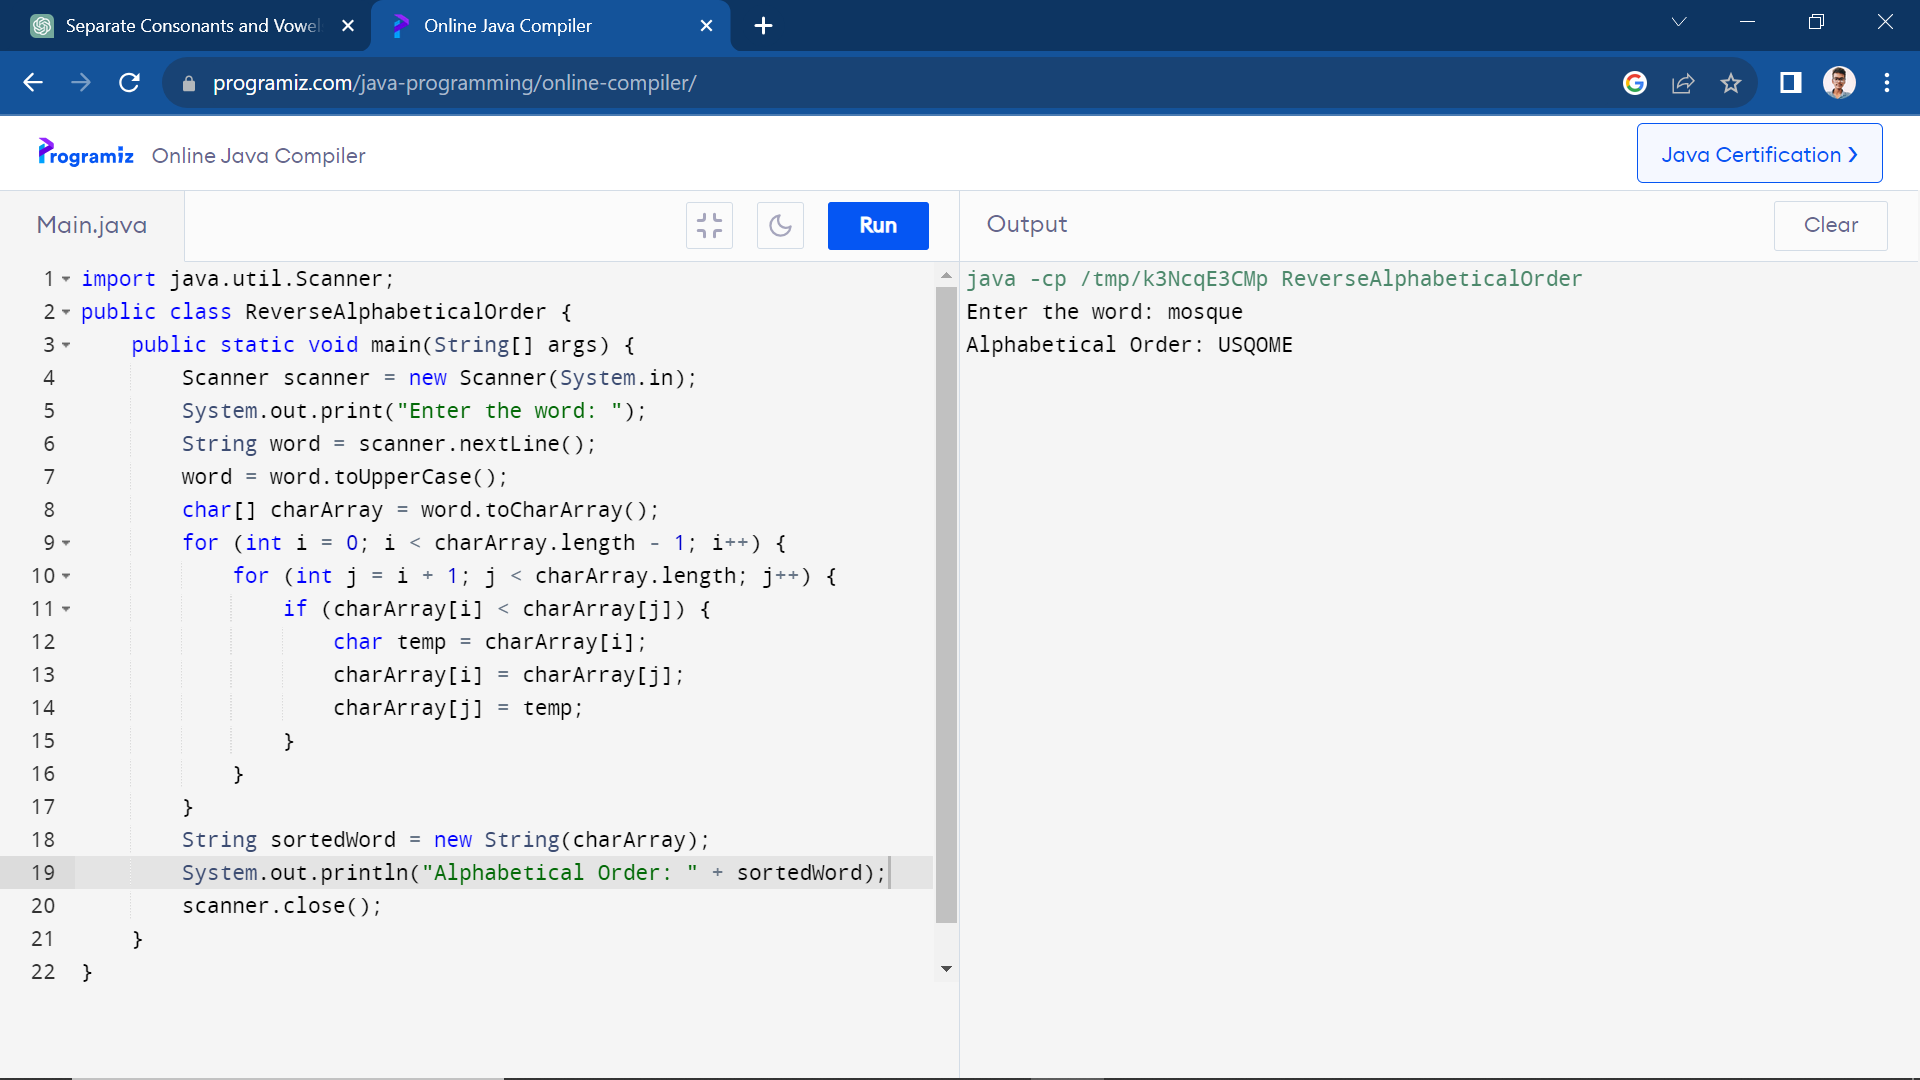 Separate Consonants and Vowel
Online Java Compiler
programiz.com/java-programming/online-compiler/
Programiz Online Java Compiler
Java Certification ❯
Main.java
Run
Output
Clear
1 import java.util.Scanner;
2 public class ReverseAlphabeticalOrder {
3     public static void main(String[] args) {
4         Scanner scanner = new Scanner(System.in);
5         System.out.print("Enter the word: ");
6         String word = scanner.nextLine();
7         word = word.toUpperCase();
8         char[] charArray = word.toCharArray();
9         for (int i = 0; i < charArray.length - 1; i++) {
10             for (int j = i + 1; j < charArray.length; j++) {
11                 if (charArray[i] < charArray[j]) {
12                     char temp = charArray[i];
13                     charArray[i] = charArray[j];
14                     charArray[j] = temp;
15                 }
16             }
17         }
18         String sortedWord = new String(charArray);
19         System.out.println("Alphabetical Order: " + sortedWord);
20         scanner.close();
21     }
22 }
java -cp /tmp/k3NcqE3CMp ReverseAlphabeticalOrder
Enter the word: mosque
Alphabetical Order: USQOME